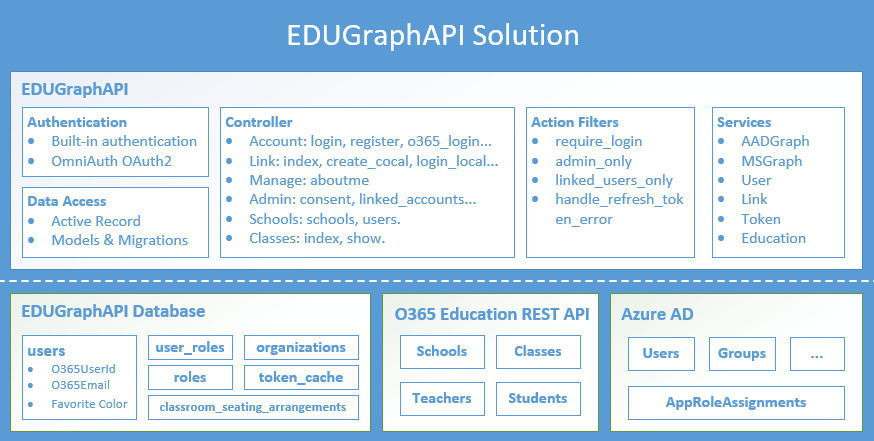 EDUGraphAPI Solution
EDUGraphAPI
Authentication
• Built-in authentication
• OmniAuth OAuth2
Data Access
• Active Record
• Models & Migrations
Controller
• Account: login, register, o365_login...
• Link: index, create_cocal, login_local...
• Manage: aboutme
• Admin: consent, linked_accounts...
• Schools: schools, users.
• Classes: index, show.
Action Filters
• require_login
• admin_only
• linked_users_only
• handle_refresh_tok
en_error
Services
• AADGraph
• MSGraph
• User
• Link
• Token
• Education
EDUGraphAPI Database
users
• O365UserId
• O365Email
• Favorite Color
user_roles
organizations
roles
token_cache
classroom_seating_arrangements
O365 Education REST API
Schools
Classes
Teachers
Students
Azure AD
Users
Groups
...
AppRoleAssignments